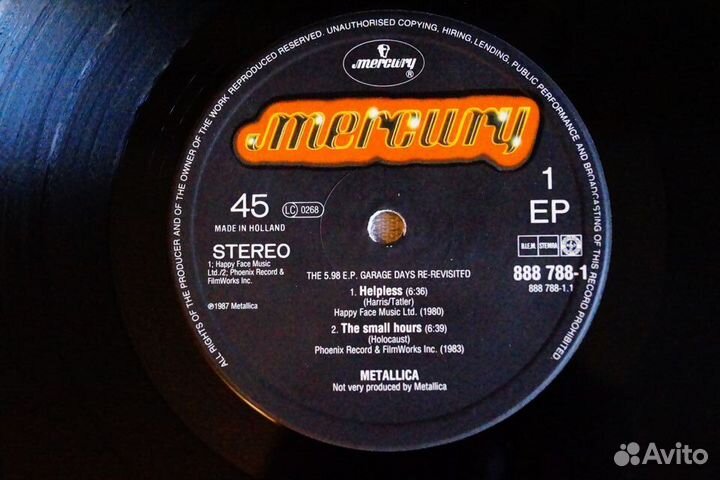 ALL RIGHTS OF THE PRODUCER AND OF THE OWNER OF THE WORK REPRODUCED RESERVED. UNAUTHORISED COPYING, HIRING, LENDING, PUBLIC PERFORMANCE AND BROADCASTING OF THIS RECORD PROHIBITED.
mercury
®
mercury
1
EP
45
LC 0268
MADE IN HOLLAND
STEREO
1; Happy Face Music
Ltd./2; Phoenix Record &
FilmWorks Inc.
℗1987 Metallica
B.I.E.M. STEMRA
888 788-1
888 788-1.1
THE 5.98 E.P. GARAGE DAYS RE-REVISITED
1. Helpless (6:36)
(Harris/Tatler)
Happy Face Music Ltd. (1980)
2. The small hours (6:39)
(Holocaust)
Phoenix Record & FilmWorks Inc. (1983)
METALLICA
Not very produced by Metallica
Avito